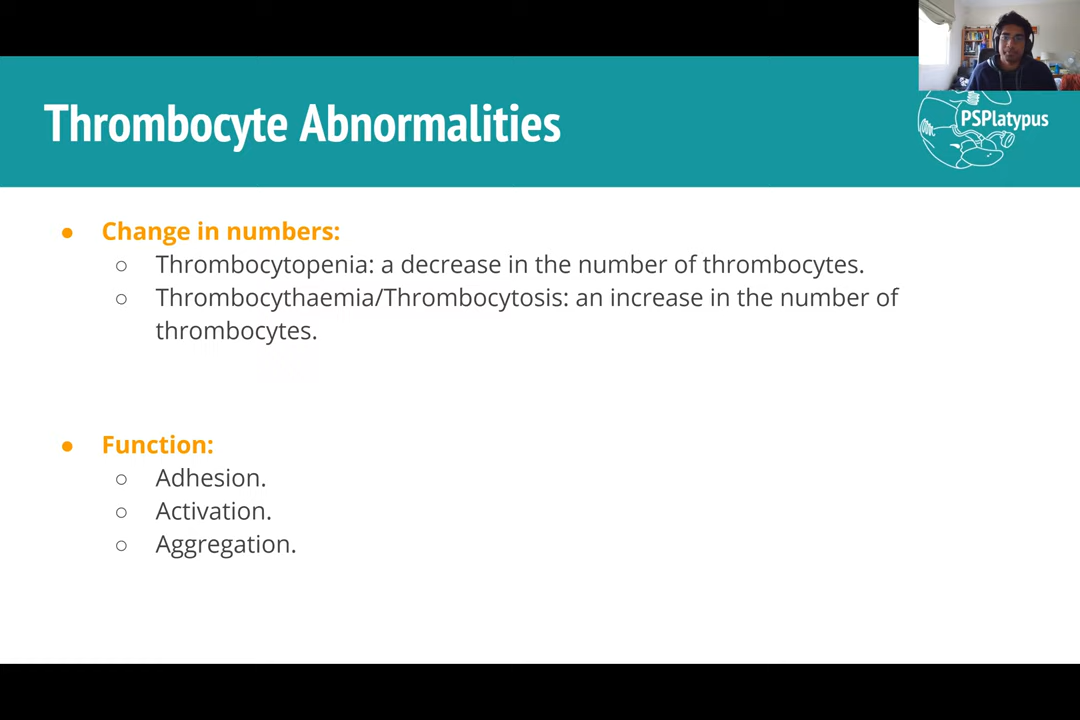 Thrombocyte Abnormalities
PSPlatypus
● Change in numbers:
○ Thrombocytopenia: a decrease in the number of thrombocytes.
○ Thrombocythaemia/Thrombocytosis: an increase in the number of
thrombocytes.
● Function:
○ Adhesion.
○ Activation.
○ Aggregation.